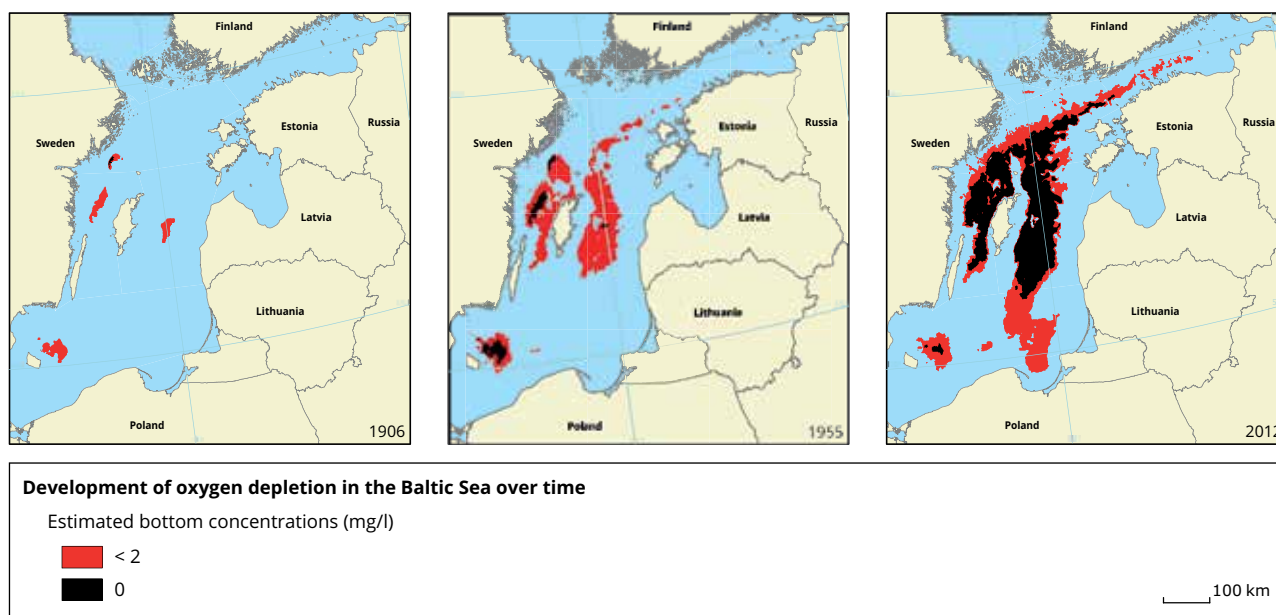 Finland
Sweden
Estonia
Russia
Latvia
Lithuania
Poland
1906
Finland
Sweden
Estonia
Russia
Latvia
Lithuania
Poland
1955
Finland
Sweden
Estonia
Russia
Latvia
Lithuania
Poland
2012
Development of oxygen depletion in the Baltic Sea over time
Estimated bottom concentrations (mg/l)
< 2
0
100 km